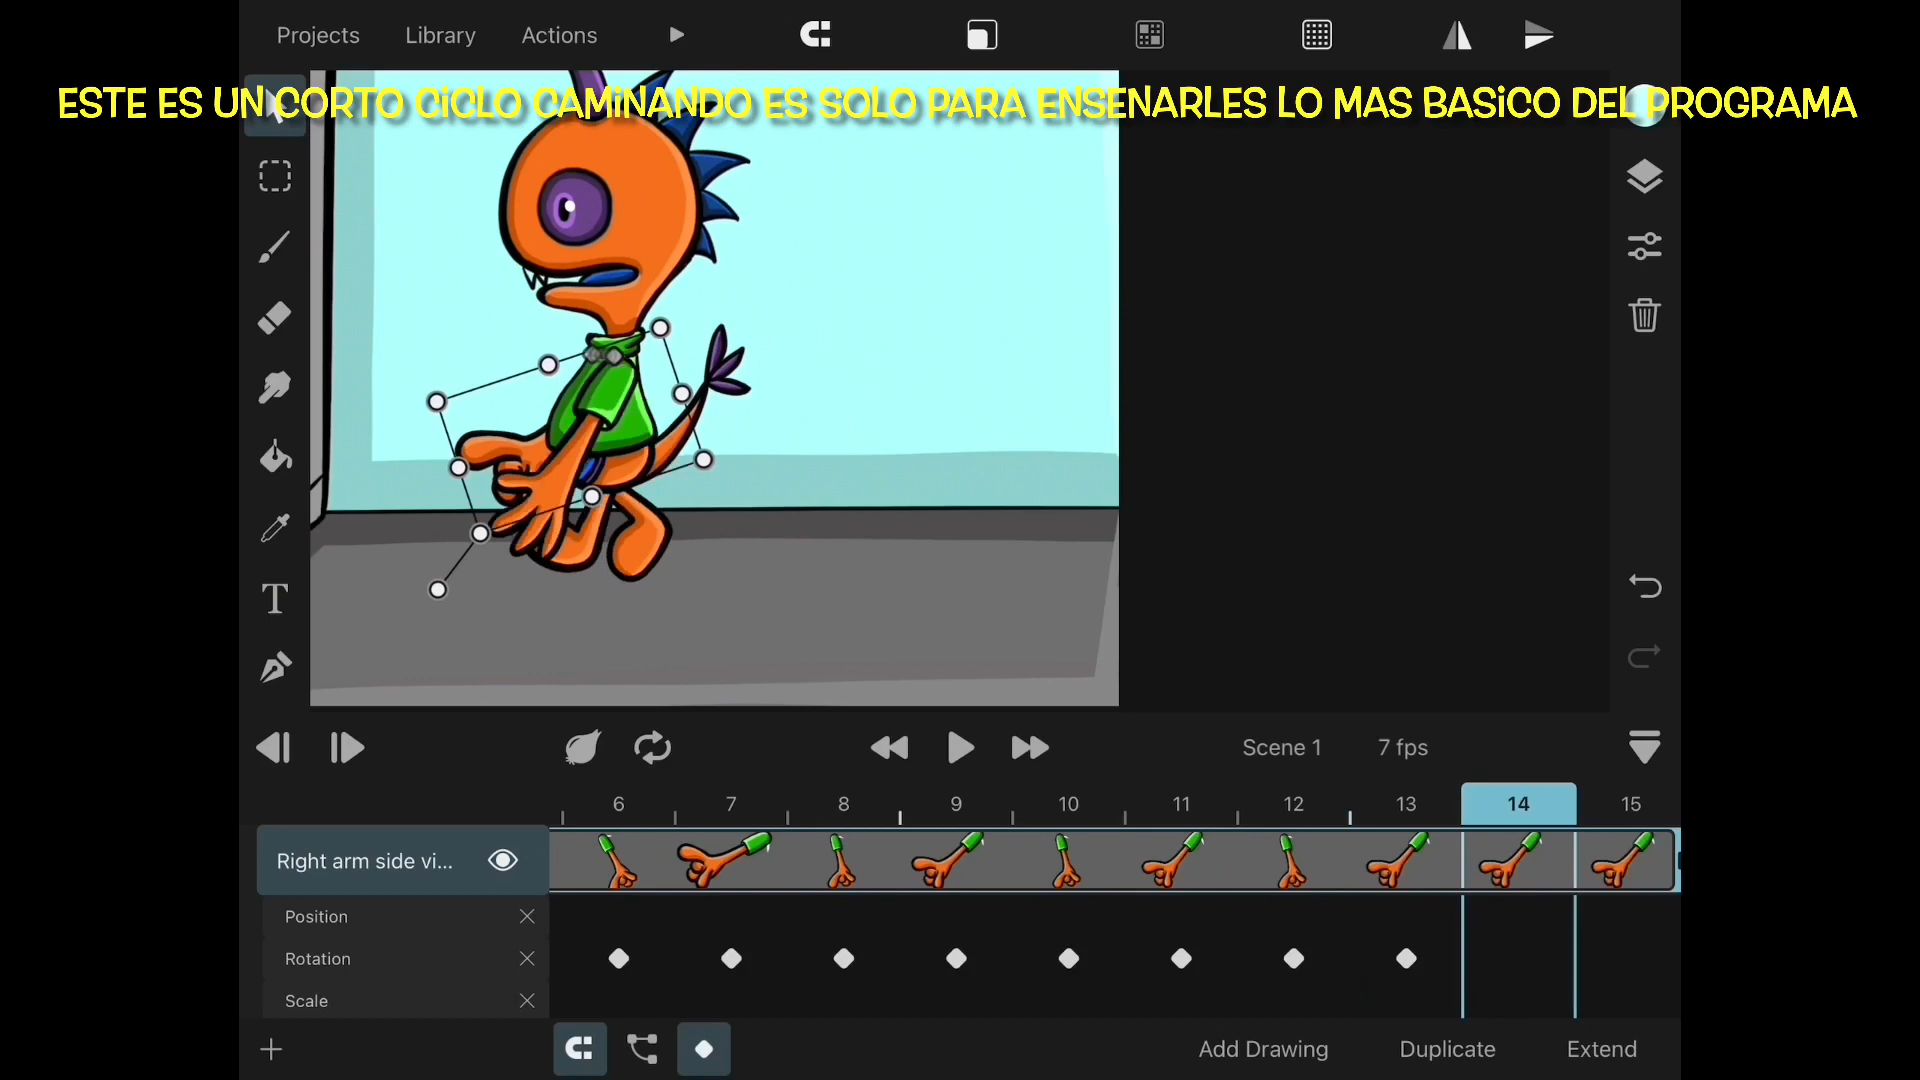 Projects
Library
Actions
ESTE ES UN CORTO CiCLO CAMiNANDO ES SOLO PARA ENSENARLES LO MAS BASiCO DEL PROGRAMA
T
Scene 1
7 fps
6 7 8 9 10 11 12 13 14 15
Right arm side vi...
Position
Rotation
Scale
Add Drawing
Duplicate
Extend